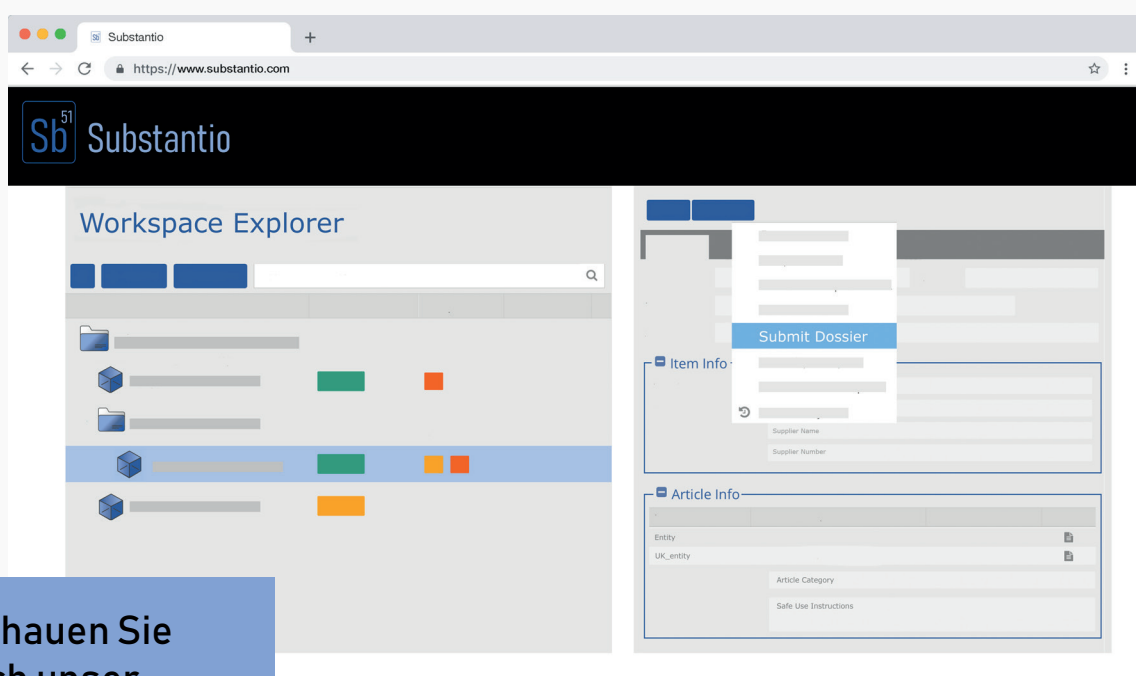 Substantio
https://www.substantio.com
Sb 51
Substantio
Workspace Explorer
Submit Dossier
Item Info
Supplier Name
Supplier Number
Article Info
Entity
UK_entity
Article Category
Safe Use Instructions
hauen Sie
unser